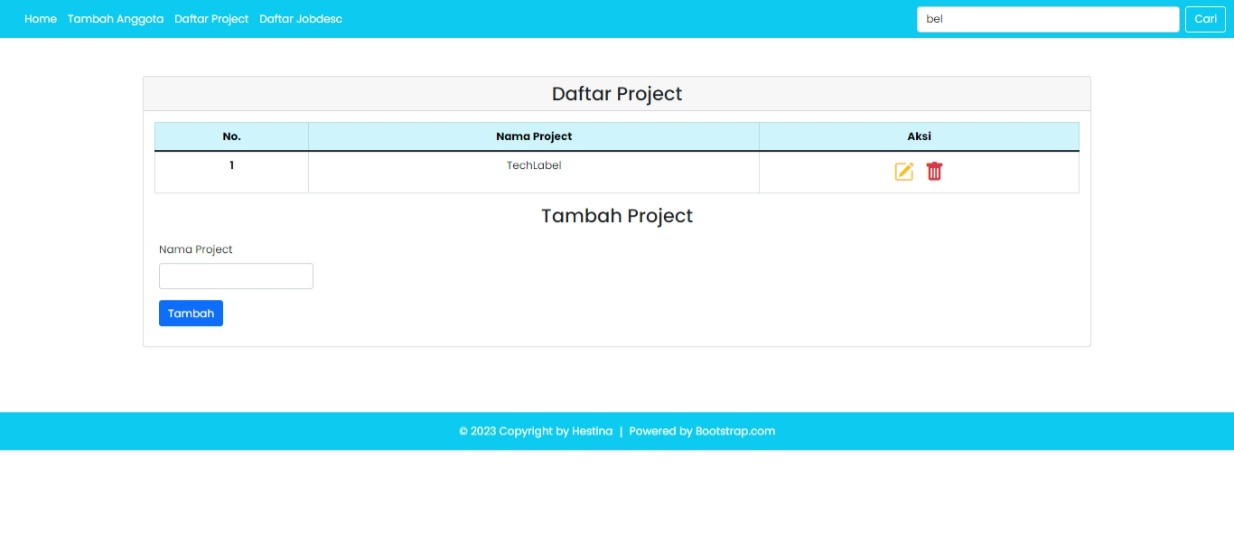 Home Tambah Anggota Daftar Project Daftar Jobdesc bel Cari
Daftar Project
No. Nama Project Aksi
1 TechLabel
Tambah Project
Nama Project
Tambah
© 2023 Copyright by Hestina | Powered by Bootstrap.com